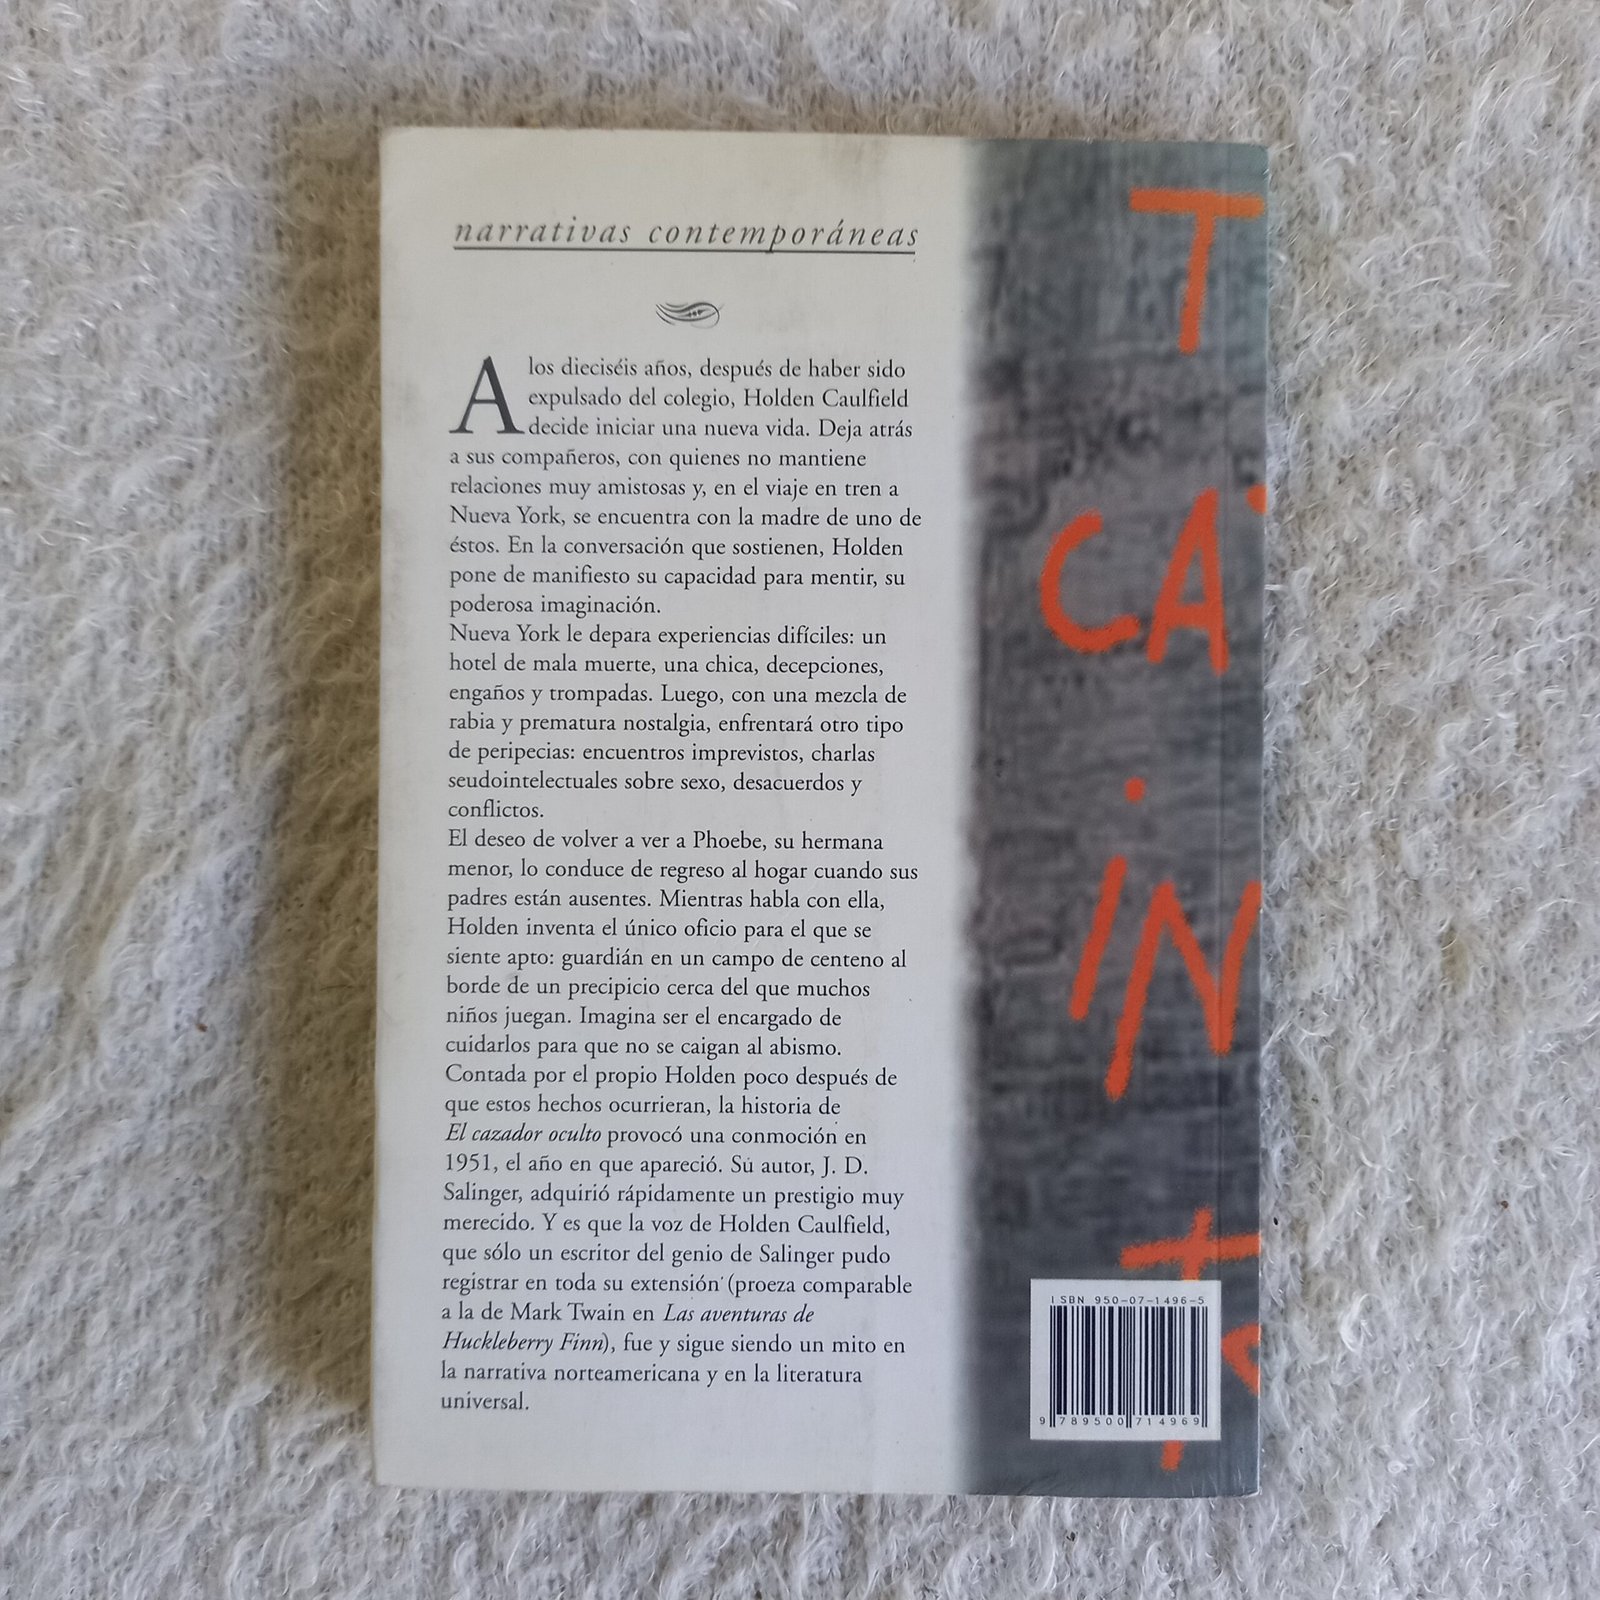 narrativas contemporáneas
A los dieciséis años, después de haber sido
expulsado del colegio, Holden Caulfield
decide iniciar una nueva vida. Deja atrás
a sus compañeros, con quienes no mantiene
relaciones muy amistosas y, en el viaje en tren a
Nueva York, se encuentra con la madre de uno de
éstos. En la conversación que sostienen, Holden
pone de manifiesto su capacidad para mentir, su
poderosa imaginación.
Nueva York le depara experiencias difíciles: un
hotel de mala muerte, una chica, decepciones,
engaños y trompadas. Luego, con una mezcla de
rabia y prematura nostalgia, enfrentará otro tipo
de peripecias: encuentros imprevistos, charlas
seudointelectuales sobre sexo, desacuerdos y
conflictos.
El deseo de volver a ver a Phoebe, su hermana
menor, lo conduce de regreso al hogar cuando sus
padres están ausentes. Mientras habla con ella,
Holden inventa el único oficio para el que se
siente apto: guardián en un campo de centeno al
borde de un precipicio cerca del que muchos
niños juegan. Imagina ser el encargado de
cuidarlos para que no se caigan al abismo.
Contada por el propio Holden poco después de
que estos hechos ocurrieran, la historia de
El cazador oculto provocó una conmoción en
1951, el año en que apareció. Su autor, J. D.
Salinger, adquirió rápidamente un prestigio muy
merecido. Y es que la voz de Holden Caulfield,
que sólo un escritor del genio de Salinger pudo
registrar en toda su extensión (proeza comparable
a la de Mark Twain en Las aventuras de
Huckleberry Finn), fue y sigue siendo un mito en
la narrativa norteamericana y en la literatura
universal.
T
CA
IN
ISBN 950-07-1496-5
9 789500 714969